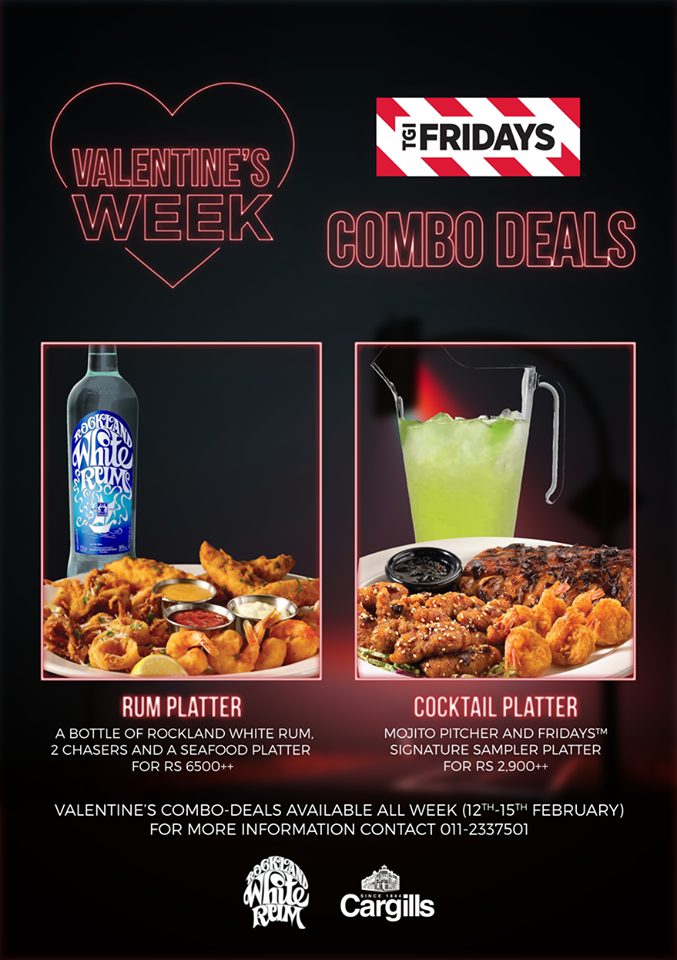 VALENTINE'S
WEEK
TGI FRIDAYS
COMBO DEALS
ROCKLAND
White
RUM
RUM PLATTER
A BOTTLE OF ROCKLAND WHITE RUM,
2 CHASERS AND A SEAFOOD PLATTER
FOR RS 6500++
COCKTAIL PLATTER
MOJITO PITCHER AND FRIDAYS™
SIGNATURE SAMPLER PLATTER
FOR RS 2,900++
VALENTINE'S COMBO-DEALS AVAILABLE ALL WEEK (12TH-15TH FEBRUARY)
FOR MORE INFORMATION CONTACT 011-2337501
ROCKLAND
White
RUM
SINCE 1844
Cargills